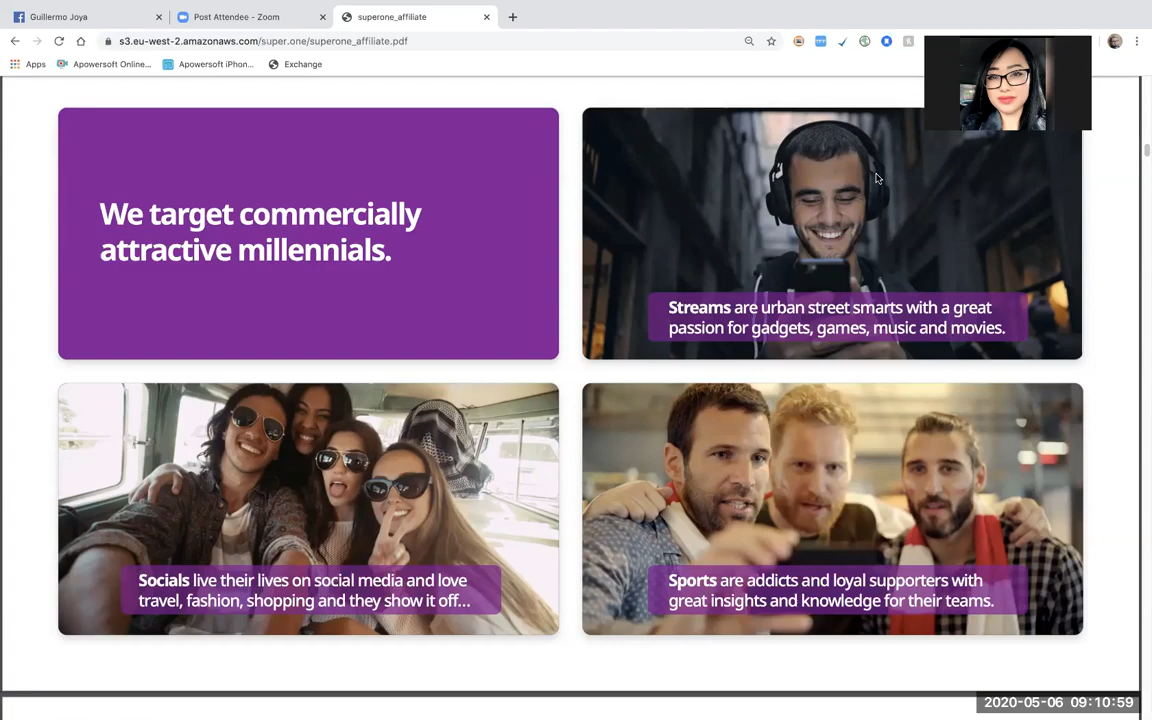 Guillermo Joya
Post Attendee - Zoom
superone_affiliate
s3.eu-west-2.amazonaws.com/super.one/superone_affiliate.pdf
Apps
Apowersoft Online...
Apowersoft iPhon...
Exchange
We target commercially
attractive millennials.
Streams are urban street smarts with a great
passion for gadgets, games, music and movies.
Socials live their lives on social media and love
travel, fashion, shopping and they show it off...
Sports are addicts and loyal supporters with
great insights and knowledge for their teams.
2020-05-06 09:10:59